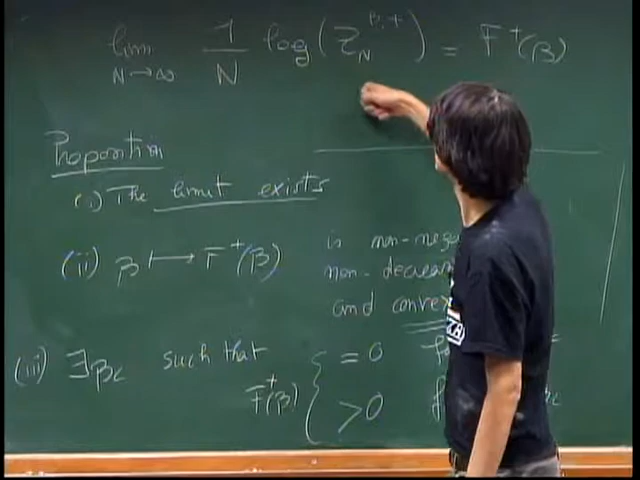 lim N→∞ 1/N log(Z_N^{β,+}) = F^+(β)
Proposition
(i) The limit exists
(ii) β ↦ F^+(β) is non-neg
non-decreas
and convex
(iii) ∃β_c such that F^+(β) { = 0
> 0